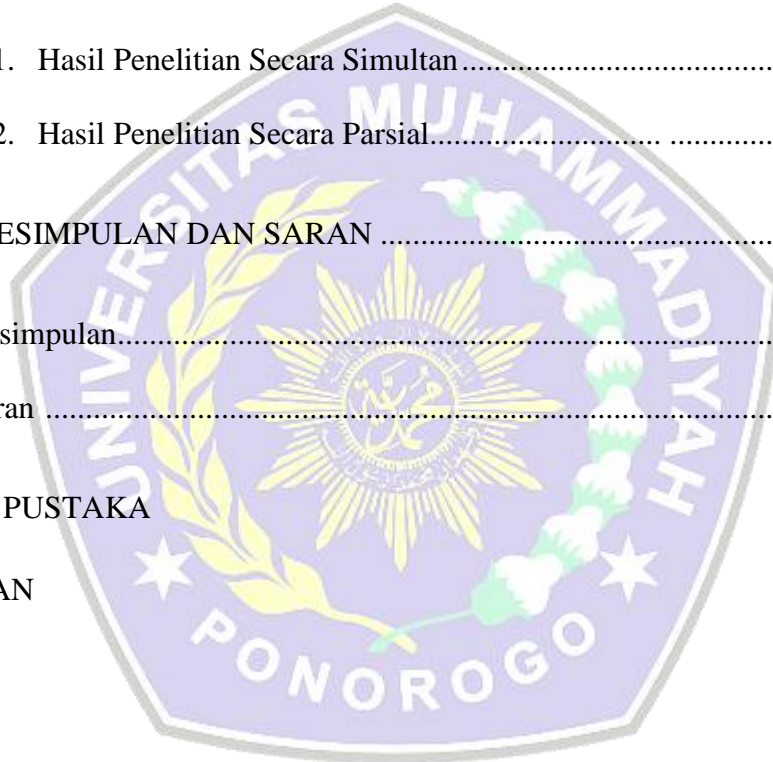 1. Hasil Penelitian Secara Simultan ....................................
2. Hasil Penelitian Secara Parsial......................... ............
ESIMPULAN DAN SARAN ............................................
simpulan.............................................................................
ran .....................................................................................
PUSTAKA
AN
UNIVERSITAS MUHAMMADIYAH
PONOROGO